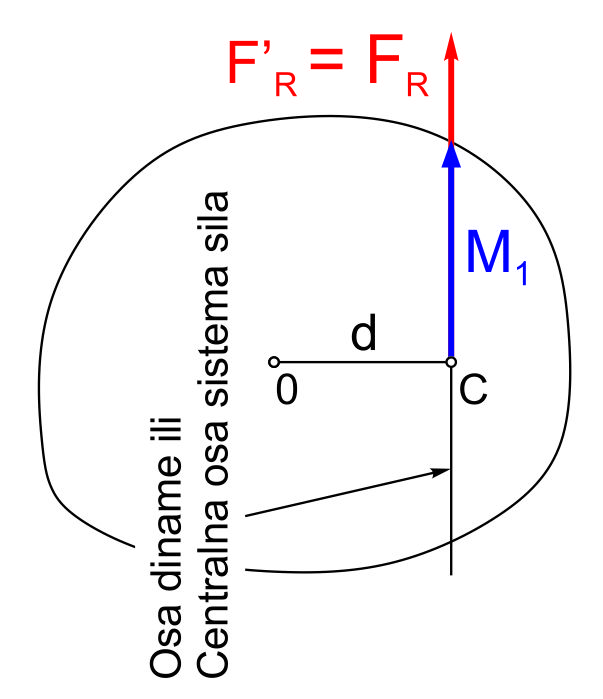 F'R = FR
M1
d
0
C
Osa diname ili
Centralna osa sistema sila